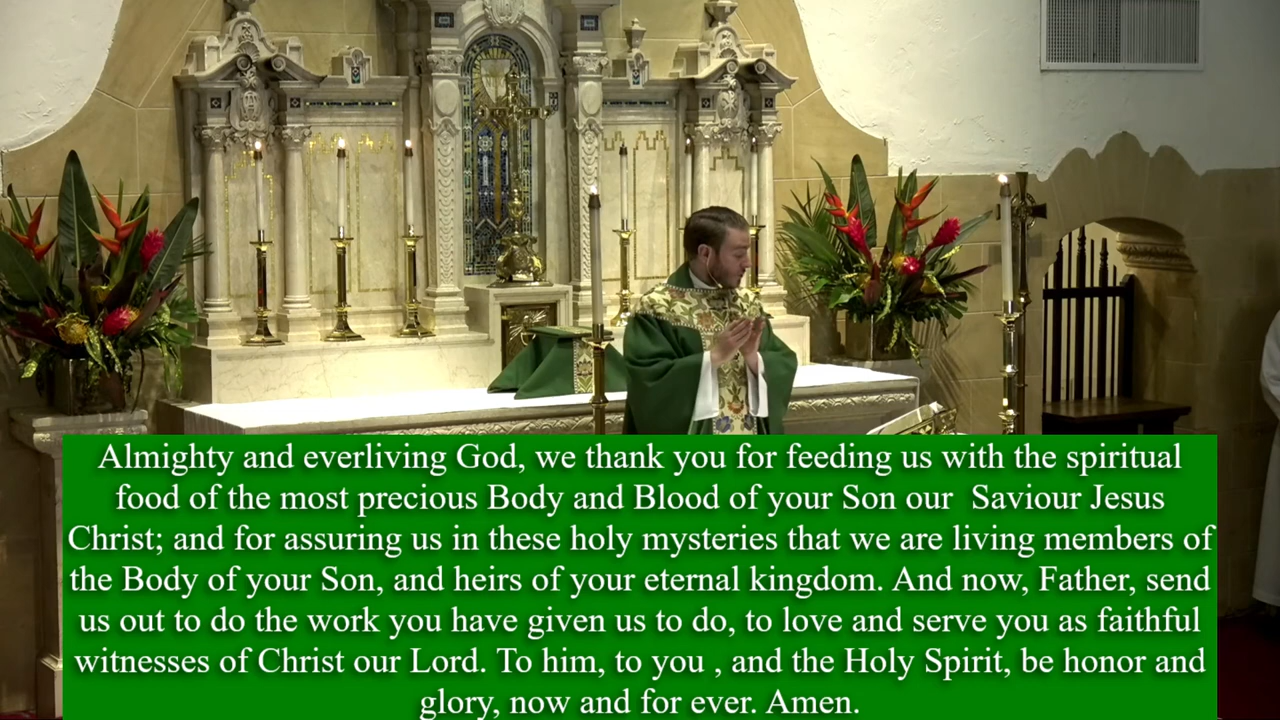 Almighty and everliving God, we thank you for feeding us with the spiritual
food of the most precious Body and Blood of your Son our  Saviour Jesus
Christ; and for assuring us in these holy mysteries that we are living members of
the Body of your Son, and heirs of your eternal kingdom. And now, Father, send
us out to do the work you have given us to do, to love and serve you as faithful
witnesses of Christ our Lord. To him, to you , and the Holy Spirit, be honor and
glory, now and for ever. Amen.